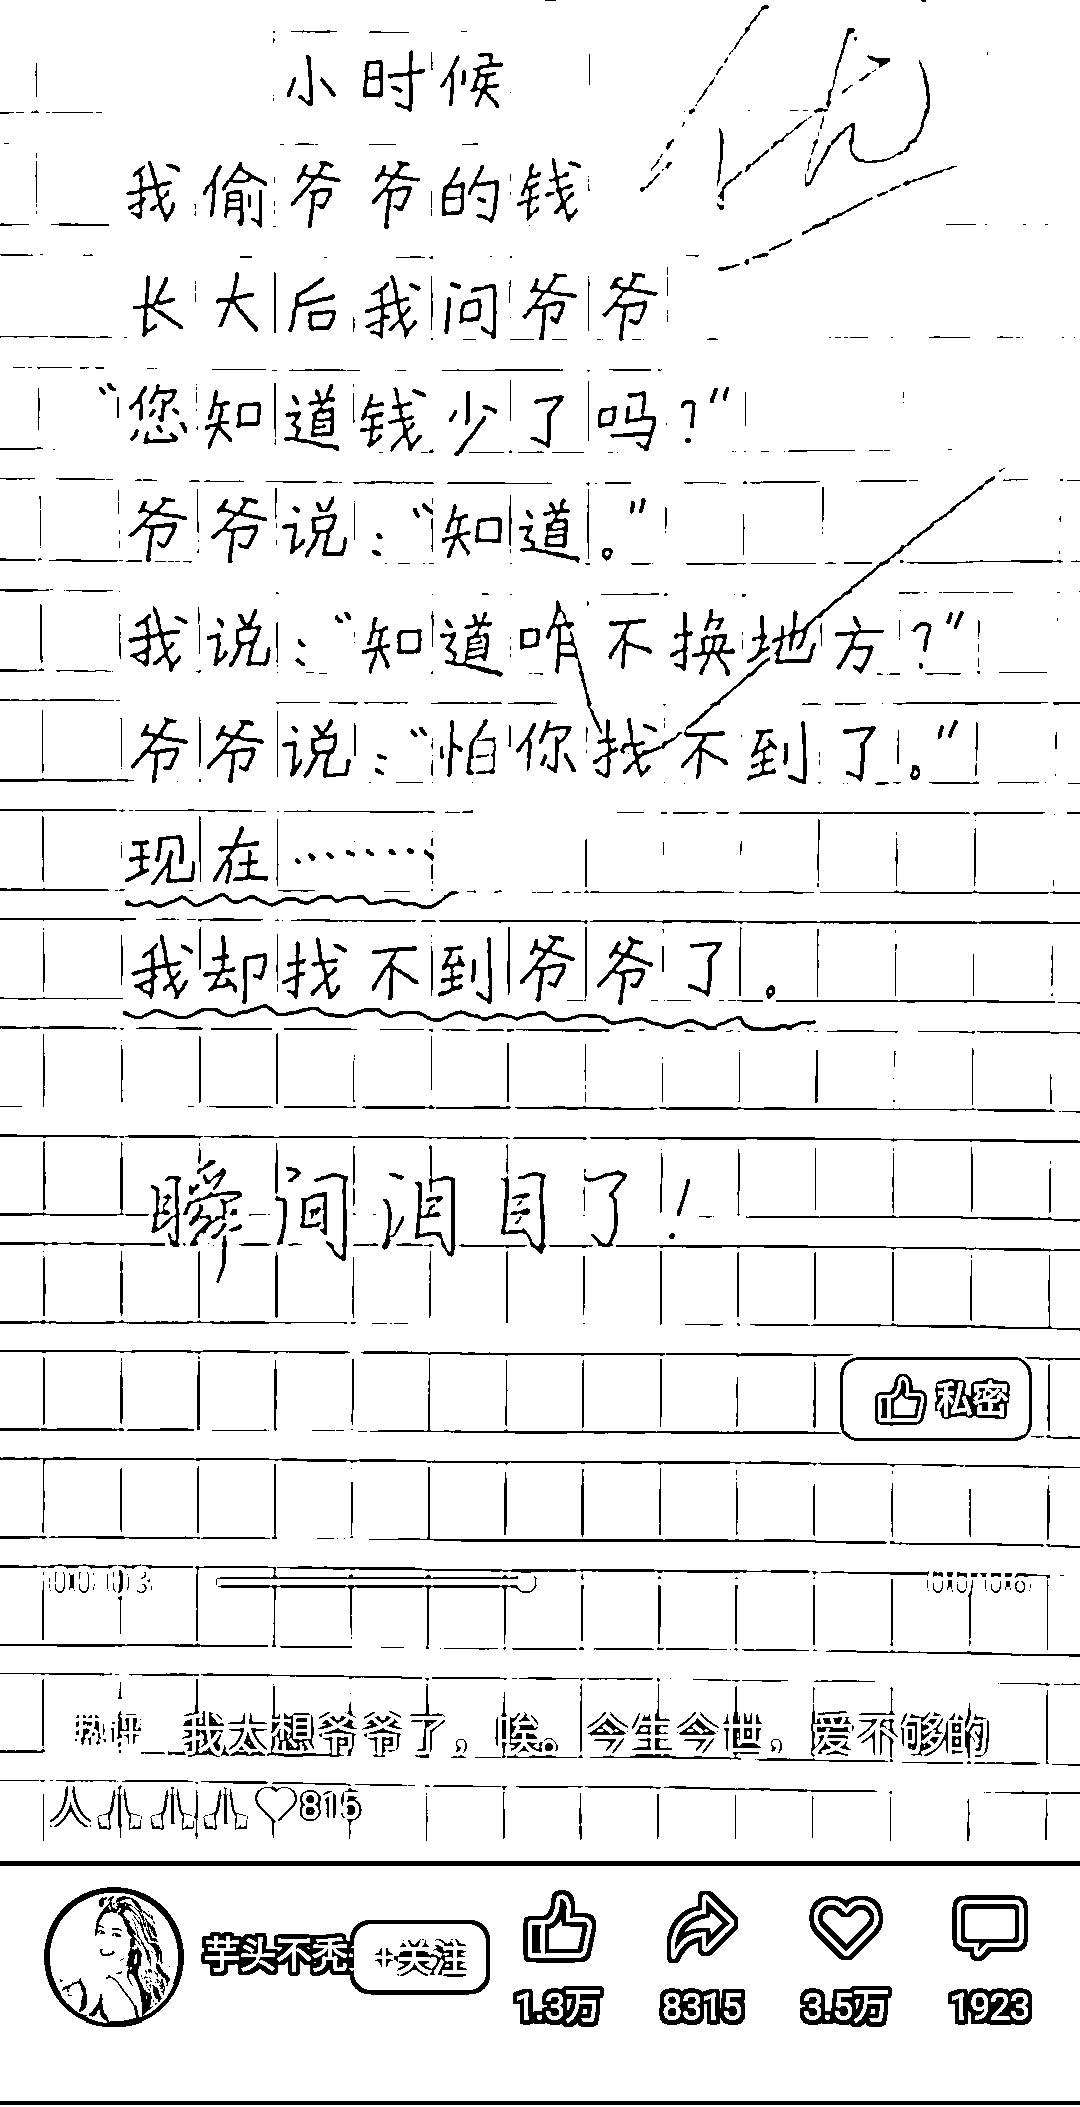 小时候
优
我偷爷爷的钱
长大后我问爷爷
“您知道钱少了吗?”
爷爷说:“知道。”
我说:“知道咋不换地方?”
爷爷说:“怕你找不到了。”
现在········
我却找不到爷爷了。
瞬间泪目了!
私密
00:03
00:06
热评 我太想爷爷了,唉。今生今世,爱不够的
人🙏🙏🙏♡815
芋头不秃
+关注
1.3万
8315
3.5万
1923